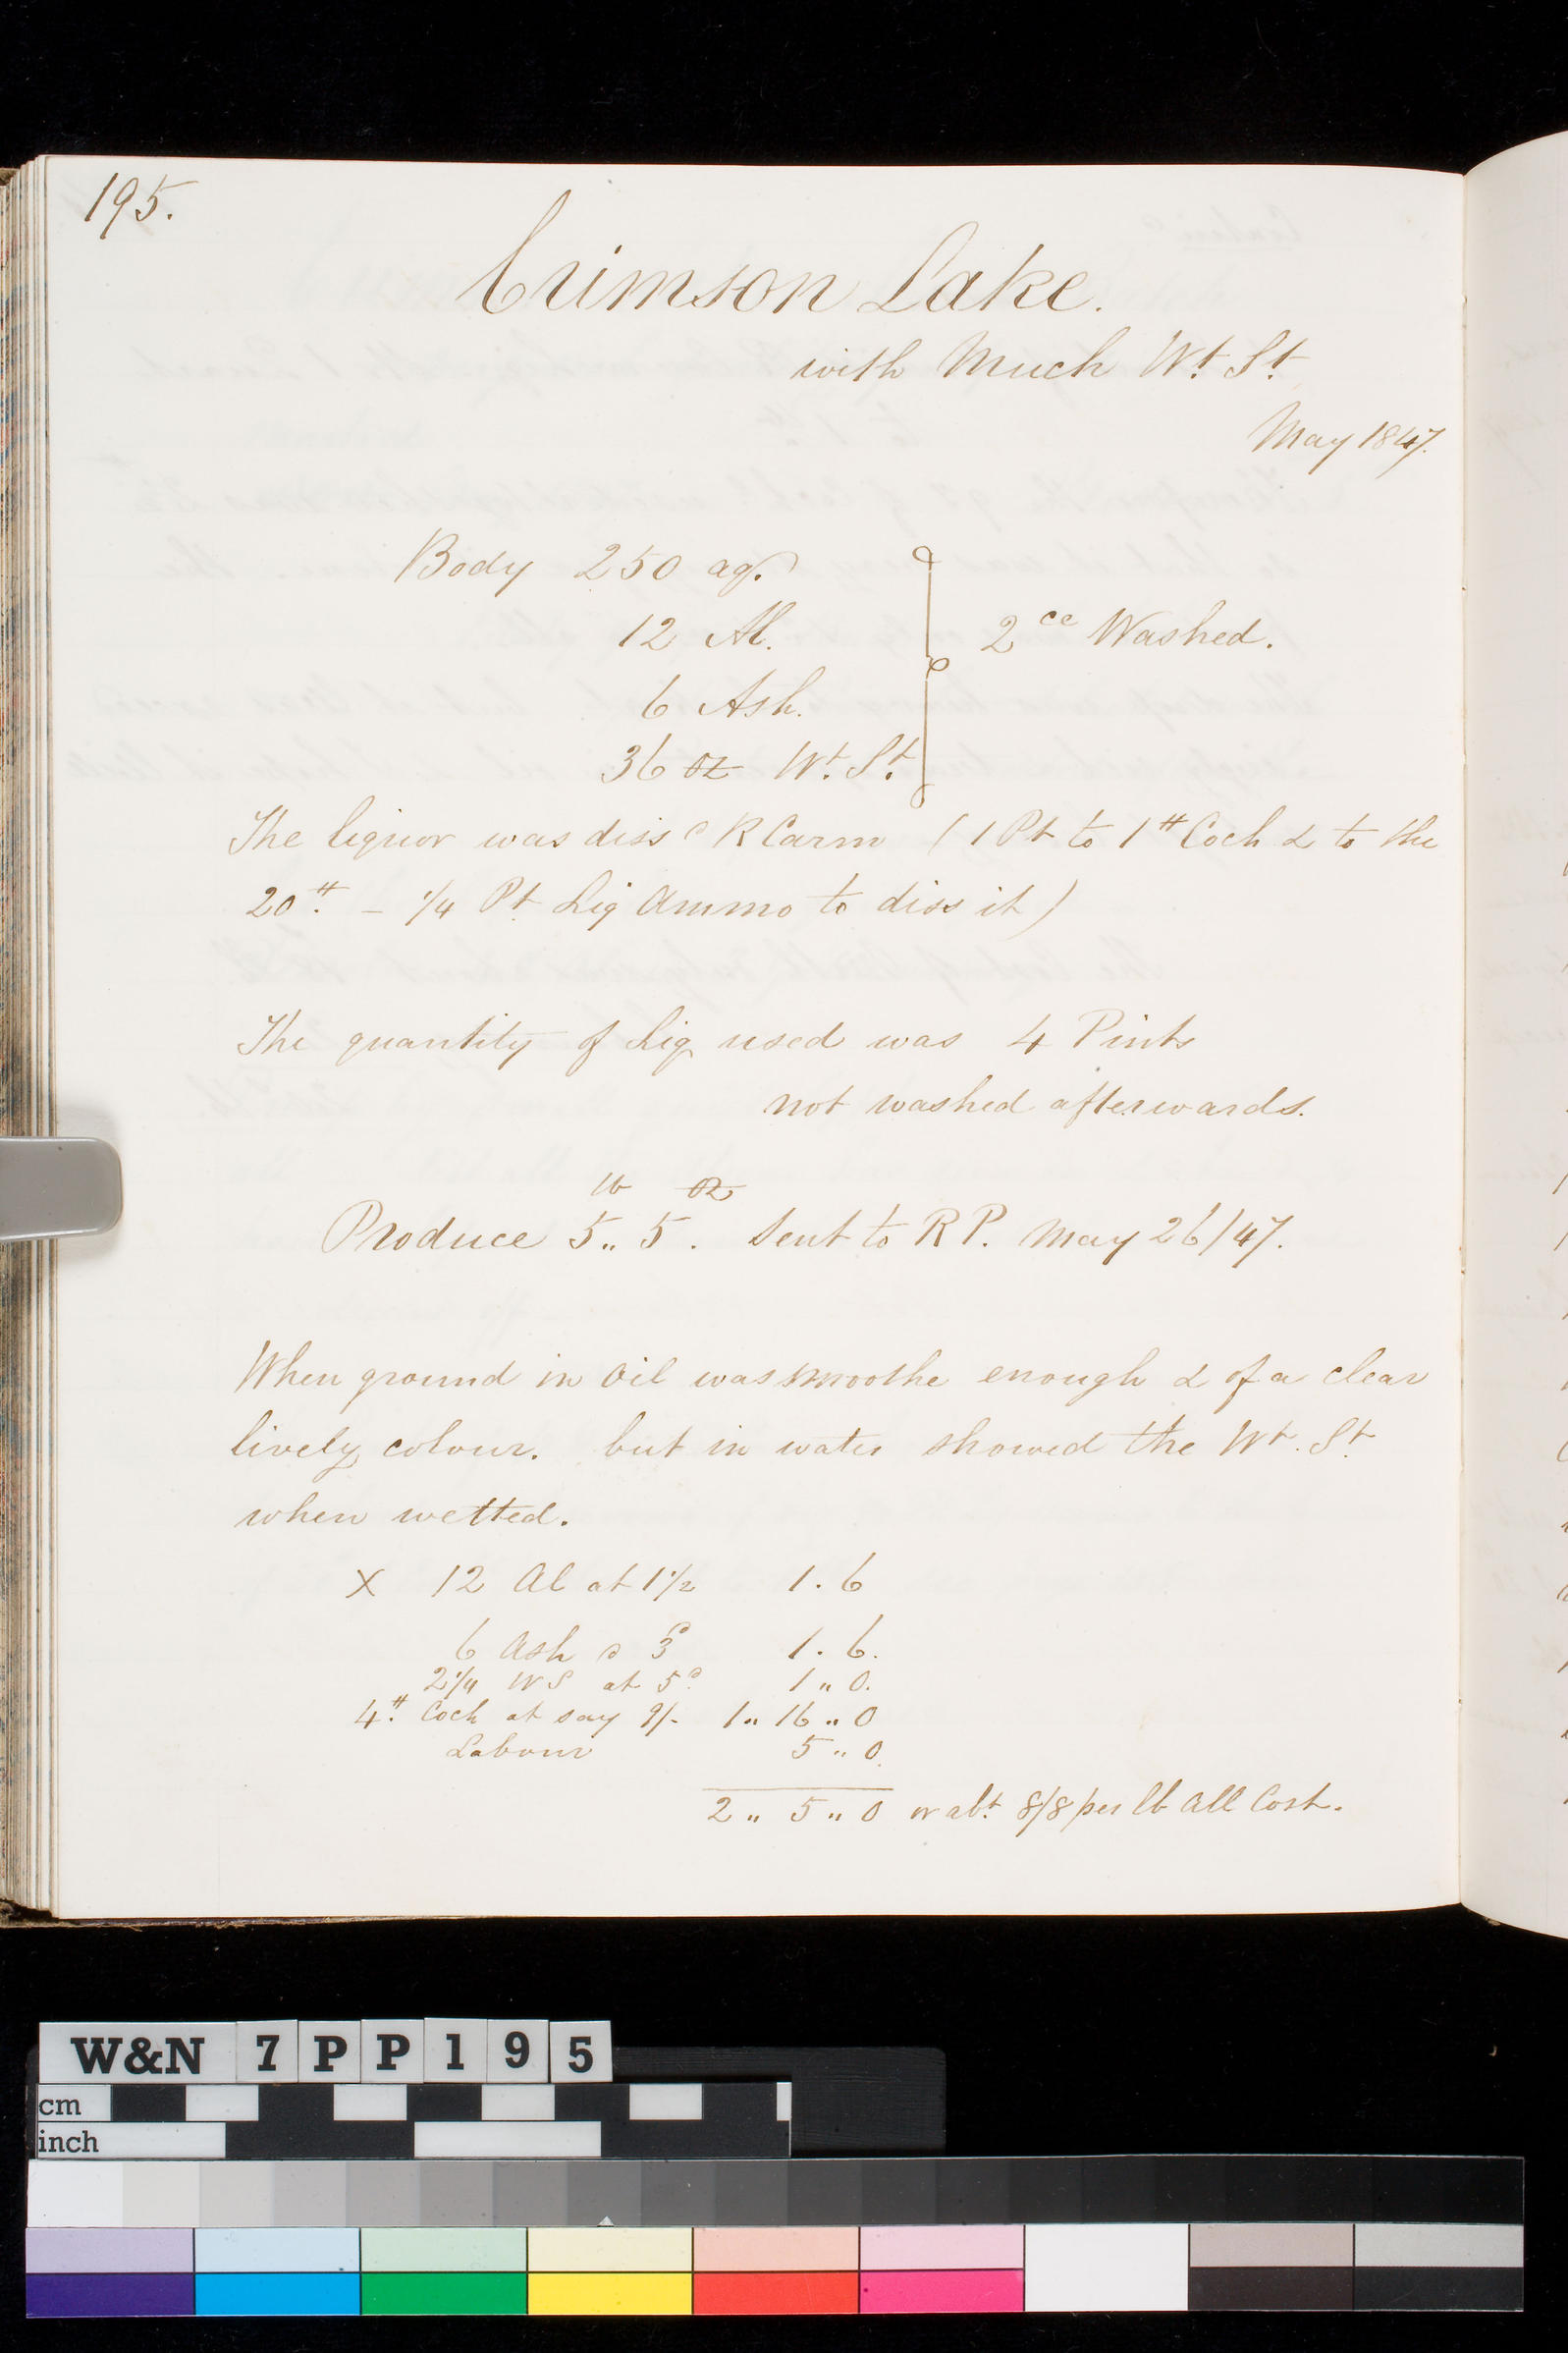 195.
Crimson Lake.
with Much Wt. St.
May 1847.
Body 250 aq.
12 Al.
6 Ash.
36 oz Wt. St.
2ce Washed.
The liquor was diss d R Carm (1 Pt to 1# Coch & to the
20#. – 1/4 Pt Liq Ammo to diss it)
The quantity of Liq used was 4 Pints
not washed afterwards.
lb oz
Produce 5.. 5. Sent to RP. May 26/47.
When ground in Oil was smoothe enough & of a clear
lively colour. but in water showed the Wt. St.
when wetted.
X 12 Al at 1 1/2 1. 6
6 Ash @ 3d 1. 6.
2 1/4 WS at 5d. 1 .. 0.
4#. Coch at say 9/- 1.. 16 .. 0
Labour 5 .. 0.
2 .. 5 .. 0 or abt. 8/8 per lb All Cost.
W&N 7PP195
cm
inch